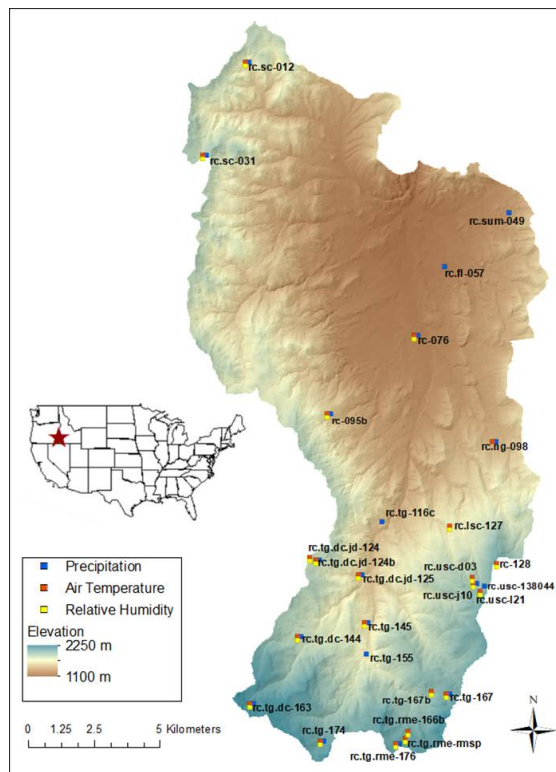 rc.sc-012
rc.sc-031
rc.sum-049
rc.fl-057
rc-076
rc-095b
rc.ng-098
rc.tg-116c
rc.lsc-127
rc.tg.dc.jd-124
rc.tg.dc.jd-124b
rc.usc-d03
rc-128
rc.tg.dc.jd-125
rc.usc-138044
rc.usc-j10
rc.usc-l21
rc.tg-145
rc.tg.dc-144
rc.tg-155
rc.tg-167b
rc.tg-167
rc.tg.dc-163
rc.tg.rme-166b
rc.tg-174
rc.tg.rme-rmsp
rc.tg.rme-176
Precipitation
Air Temperature
Relative Humidity
Elevation
2250 m
1100 m
0 1.25 2.5 5 Kilometers
N